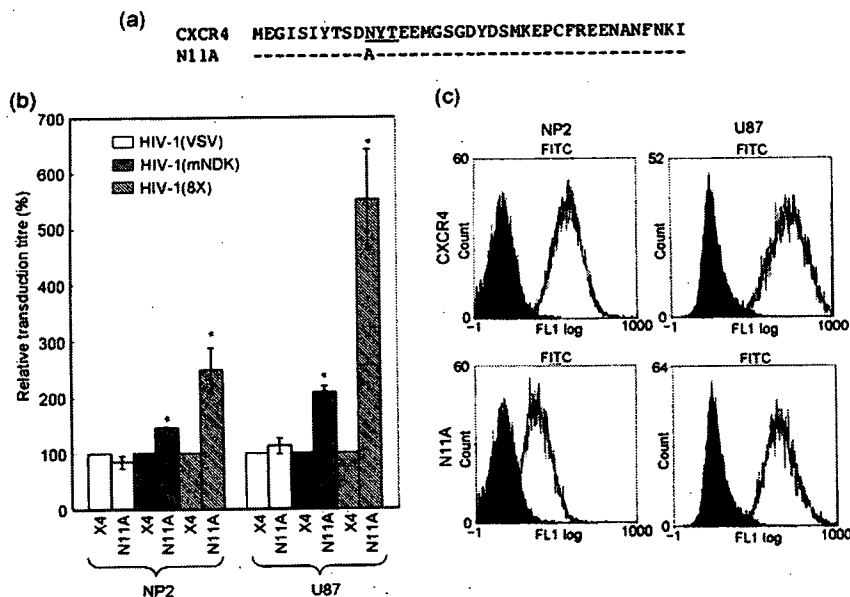 (a)
CXCR4 MEGISIYTSDNYTEEMGSGDYDSMKEPCFREENANFNKI
N11A ----------A----------------------------
(b)
Relative transduction titre (%)
700
600
500
400
300
200
100
0
HIV-1(VSV)
HIV-1(mNDK)
HIV-1(8X)
* * * *
X4 N11A X4 N11A X4 N11A X4 N11A X4 N11A X4 N11A
NP2 U87
(c)
NP2 U87
FITC FITC
CXCR4
60 Count 0 -1 FL1 log 1000
52 Count 0 -1 FL1 log 1000
FITC FITC
N11A
60 Count 0 -1 FL1 log 1000
64 Count 0 -1 FL1 log 1000